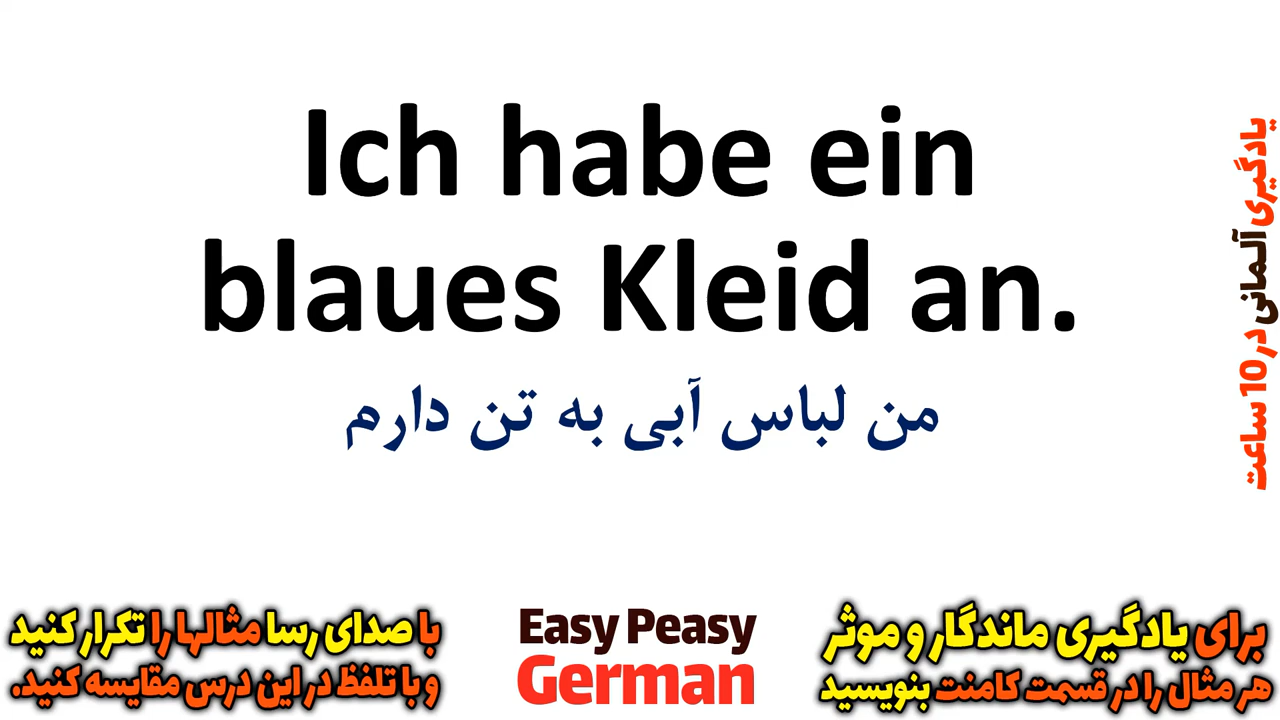 Ich habe ein
blaues Kleid an.
من لباس آبی به تن دارم
یادگیری آلمانی در 10 ساعت
برای یادگیری ماندگار و موثر
هر مثال را در قسمت کامنت بنویسید
Easy Peasy
German
با صدای رسا مثالها را تکرار کنید
و با تلفظ در این درس مقایسه کنید.